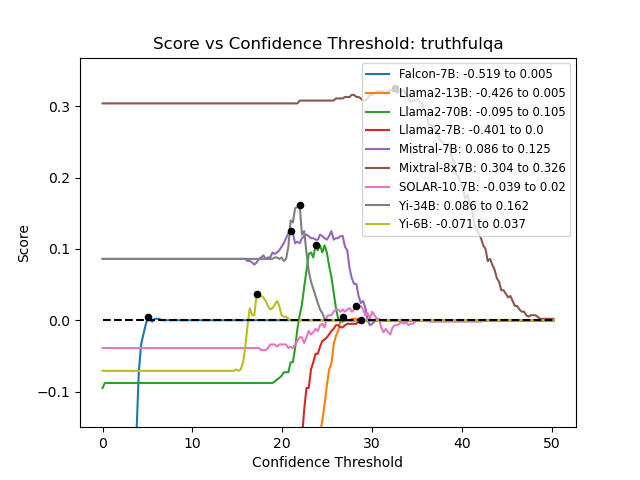 Score vs Confidence Threshold: truthfulqa
Falcon-7B: -0.519 to 0.005
Llama2-13B: -0.426 to 0.005
Llama2-70B: -0.095 to 0.105
Llama2-7B: -0.401 to 0.0
Mistral-7B: 0.086 to 0.125
Mixtral-8x7B: 0.304 to 0.326
SOLAR-10.7B: -0.039 to 0.02
Yi-34B: 0.086 to 0.162
Yi-6B: -0.071 to 0.037
Score
0.3
0.2
0.1
0.0
−0.1
0 10 20 30 40 50
Confidence Threshold